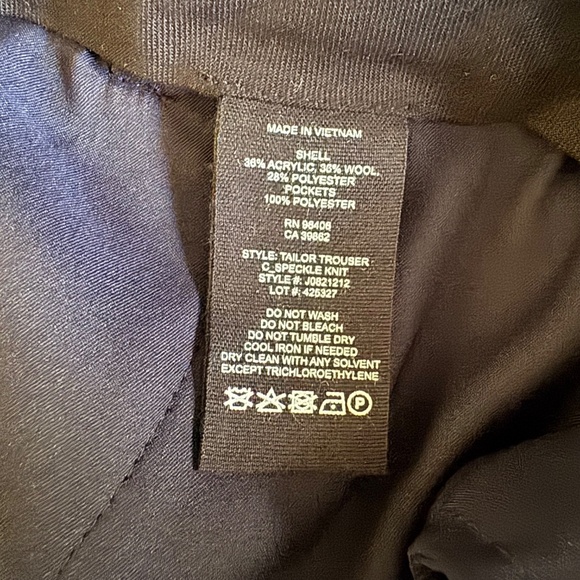 MADE IN VIETNAM
SHELL
36% ACRYLIC, 36% WOOL,
28% POLYESTER
POCKETS
100% POLYESTER
RN 96406
CA 39862
STYLE: TAILOR TROUSER
C_SPECKLE KNIT
STYLE #: J0821212
LOT #: 425327
DO NOT WASH
DO NOT BLEACH
DO NOT TUMBLE DRY
COOL IRON IF NEEDED
DRY CLEAN WITH ANY SOLVENT
EXCEPT TRICHLOROETHYLENE
P